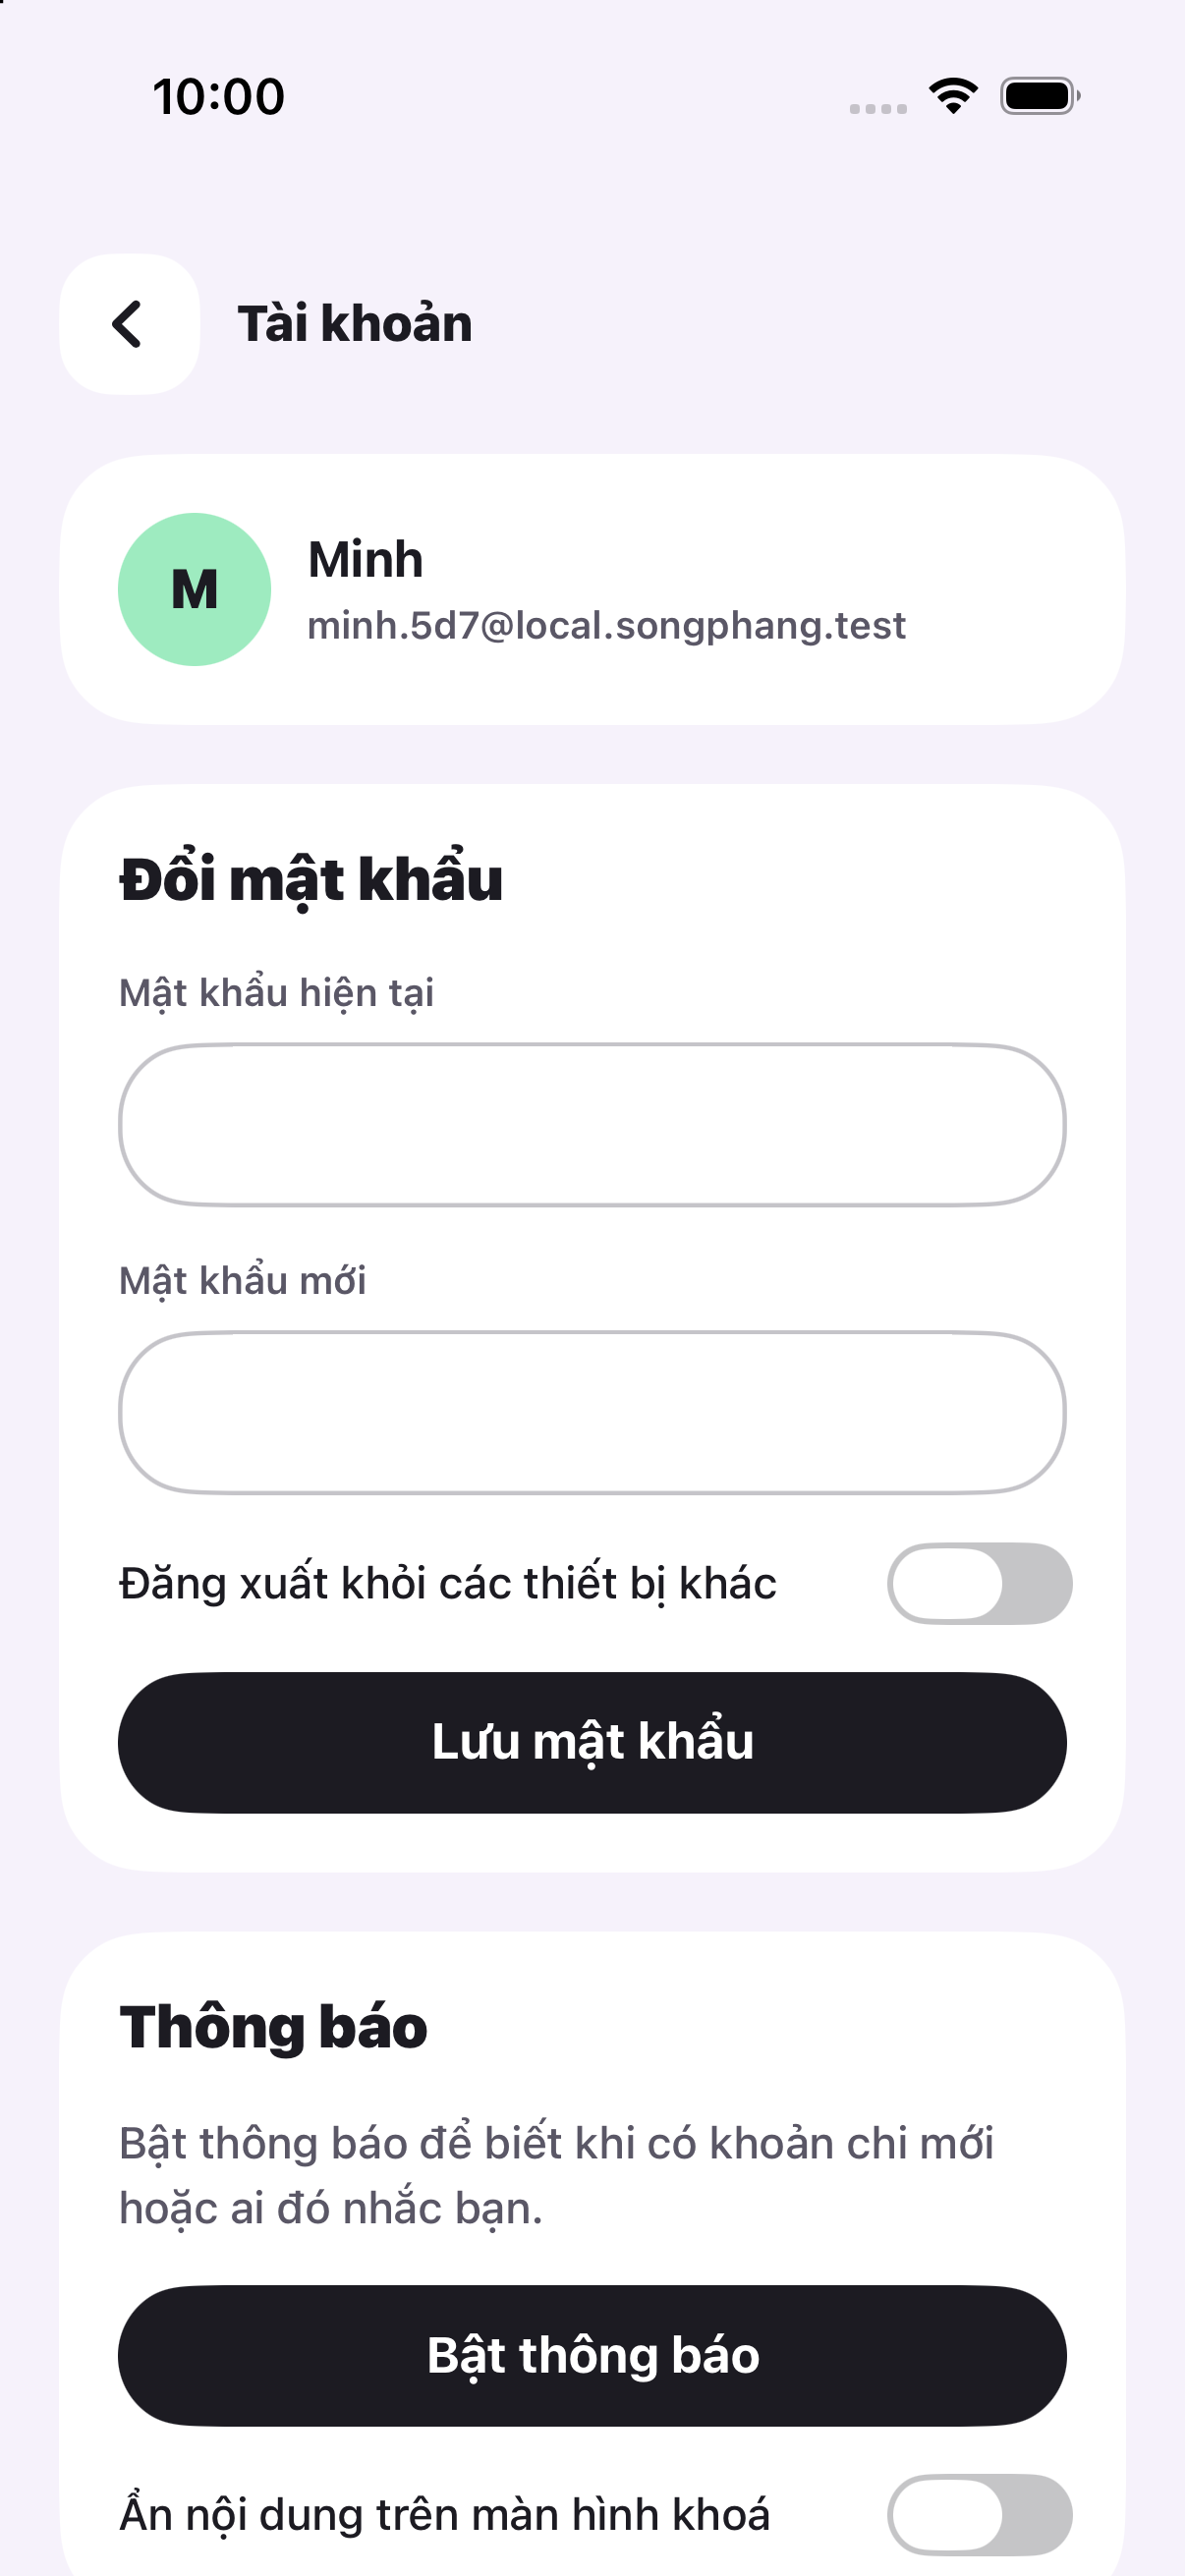 10:00
Tài khoản
M
Minh
minh.5d7@local.songphang.test
Đổi mật khẩu
Mật khẩu hiện tại
Mật khẩu mới
Đăng xuất khỏi các thiết bị khác
Lưu mật khẩu
Thông báo
Bật thông báo để biết khi có khoản chi mới
hoặc ai đó nhắc bạn.
Bật thông báo
Ẩn nội dung trên màn hình khoá